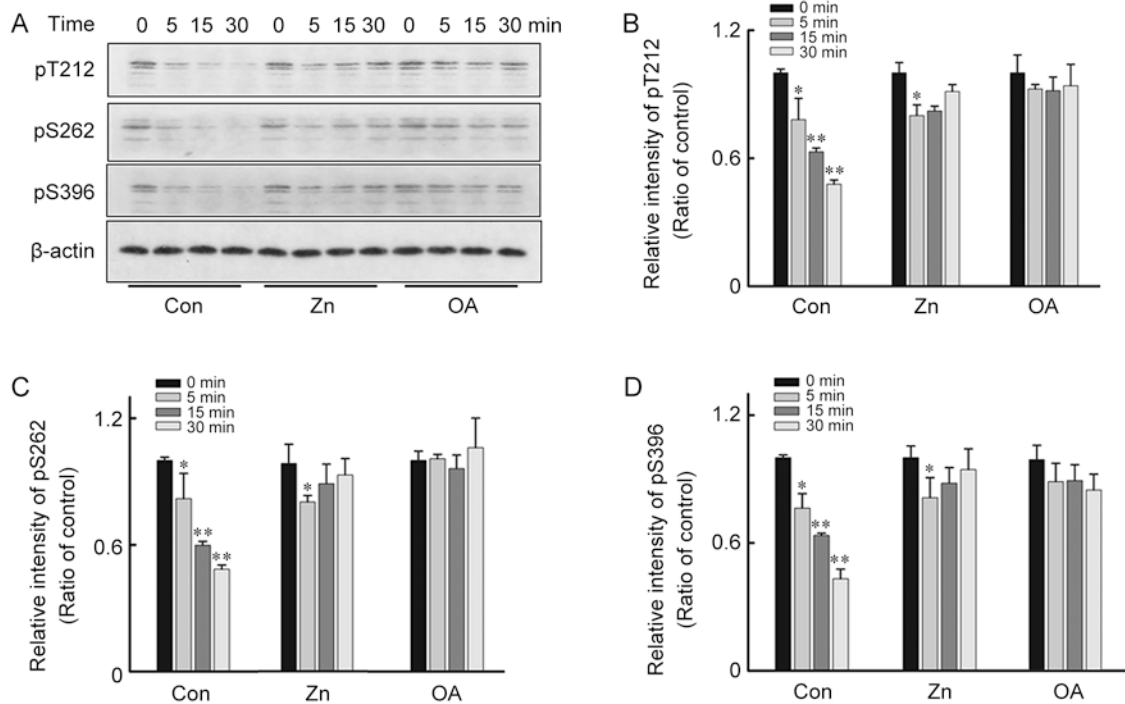 A Time 0 5 15 30 0 5 15 30 0 5 15 30 min
pT212
pS262
pS396
β-actin
Con Zn OA
B
0 min
5 min
15 min
30 min
Relative intensity of pT212
(Ratio of control)
1.2
0.6
0
* ** **
*
Con Zn OA
C
0 min
5 min
15 min
30 min
Relative intensity of pS262
(Ratio of control)
1.2
0.6
0
* ** **
*
Con Zn OA
D
0 min
5 min
15 min
30 min
Relative intensity of pS396
(Ratio of control)
1.2
0.6
0
* ** **
*
Con Zn OA